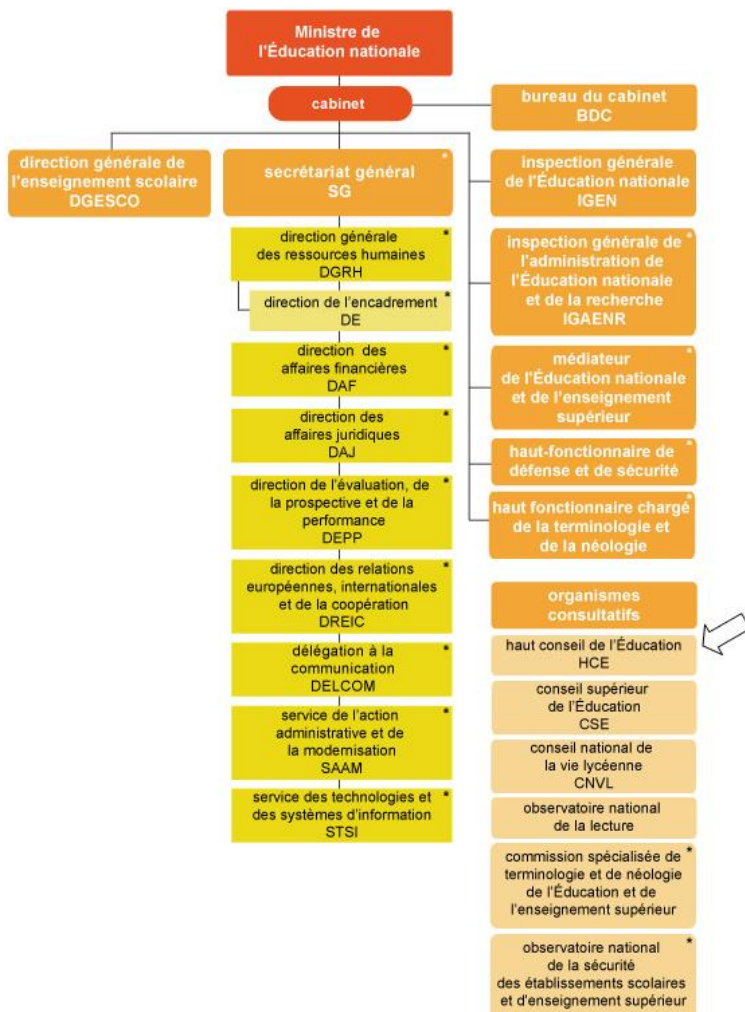 Ministre de
l'Éducation nationale
cabinet
bureau du cabinet
BDC
direction générale de
l'enseignement scolaire
DGESCO
secrétariat général *
SG
direction générale *
des ressources humaines
DGRH
direction de l'encadrement *
DE
direction des *
affaires financières
DAF
direction des *
affaires juridiques
DAJ
direction de l'évaluation, de *
la prospective et de la
performance
DEPP
direction des relations *
européennes, internationales
et de la coopération
DREIC
délégation à la *
communication
DELCOM
service de l'action *
administrative et de
la modernisation
SAAM
service des technologies et *
des systèmes d'information
STSI
inspection générale
de l'Éducation nationale
IGEN
inspection générale de *
l'administration de
l'Éducation nationale
et de la recherche
IGAENR
médiateur *
de l'Éducation nationale
et de l'enseignement
supérieur
haut-fonctionnaire de *
défense et de sécurité
haut fonctionnaire chargé *
de la terminologie et
de la néologie
organismes
consultatifs
haut conseil de l'Éducation
HCE
conseil supérieur
de l'Éducation
CSE
conseil national de
la vie lycéenne
CNVL
observatoire national
de la lecture
commission spécialisée de *
terminologie et de néologie
de l'Éducation et de
l'enseignement supérieur
observatoire national *
de la sécurité
des établissements scolaires
et d'enseignement supérieur